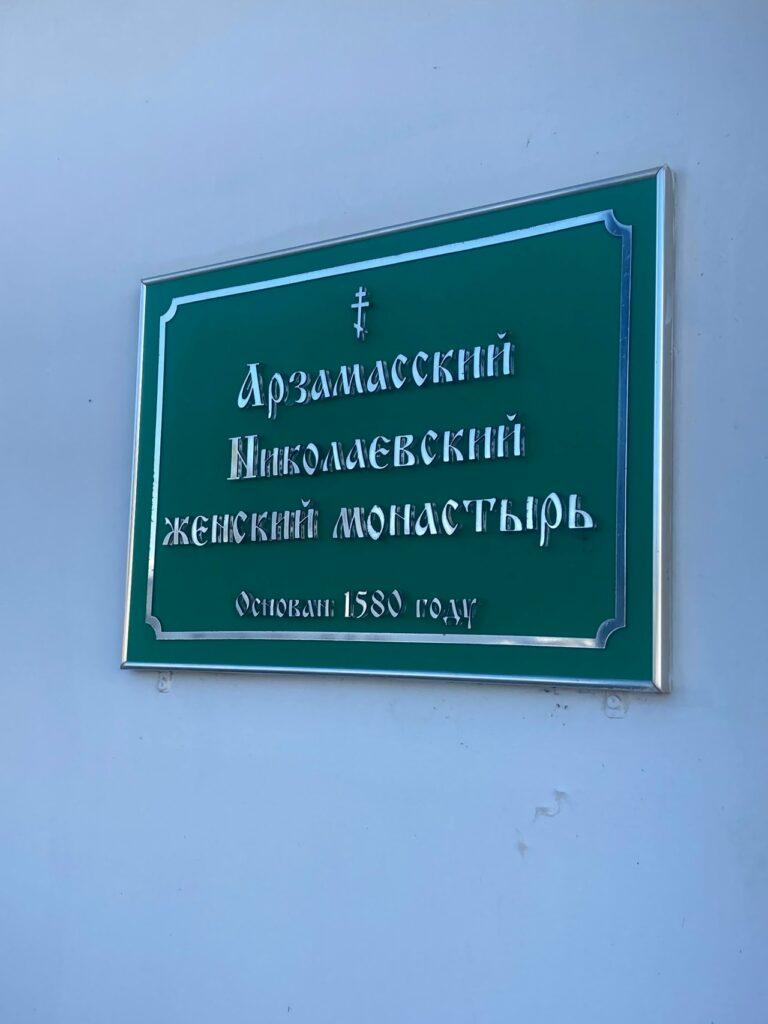 Арзамасский
Николаевский
женский монастырь
Основан 1580 году